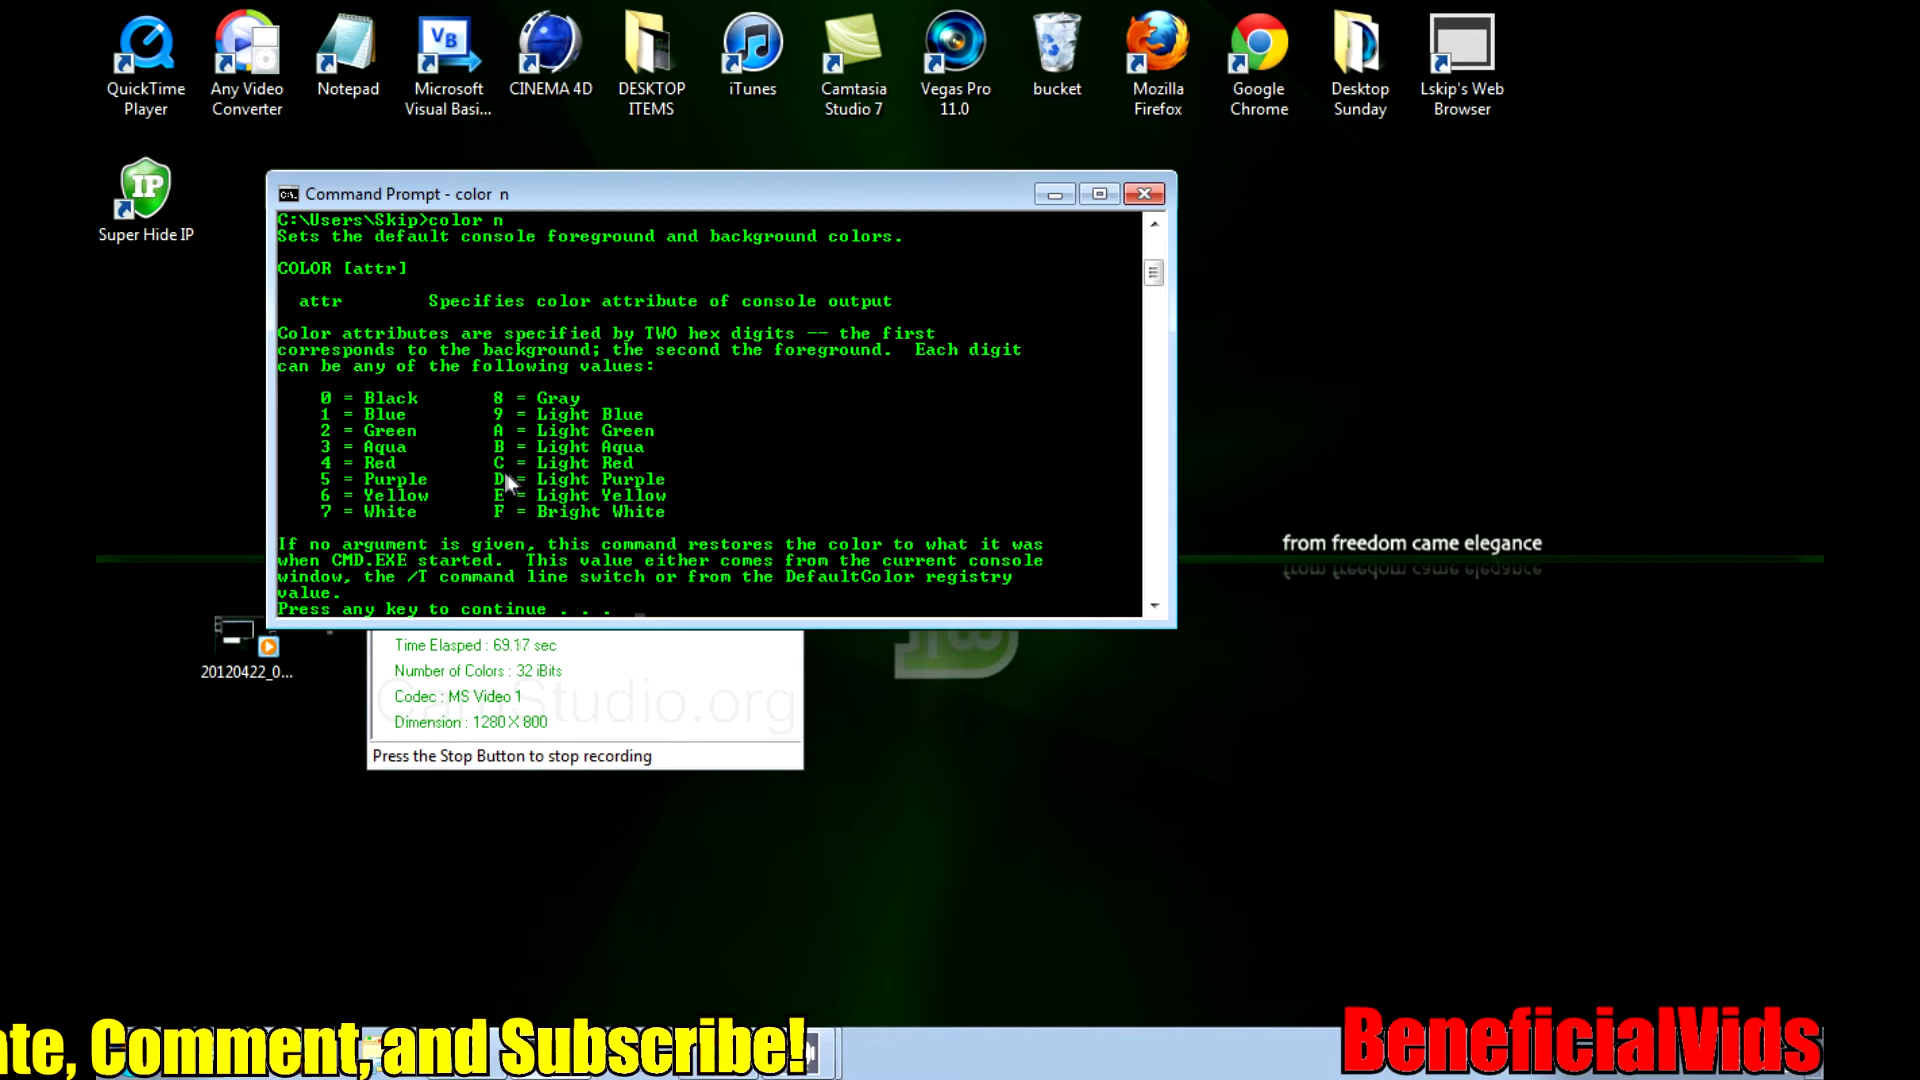 QuickTime Player
Any Video Converter
Notepad
Microsoft Visual Basi...
CINEMA 4D
DESKTOP ITEMS
iTunes
Camtasia Studio 7
Vegas Pro 11.0
bucket
Mozilla Firefox
Google Chrome
Desktop Sunday
Lskip's Web Browser
IP
Super Hide IP
Command Prompt - color n
C:\Users\Skip>color n
Sets the default console foreground and background colors.
COLOR [attr]
attr Specifies color attribute of console output
Color attributes are specified by TWO hex digits -- the first
corresponds to the background; the second the foreground. Each digit
can be any of the following values:
0 = Black 8 = Gray
1 = Blue 9 = Light Blue
2 = Green A = Light Green
3 = Aqua B = Light Aqua
4 = Red C = Light Red
5 = Purple D = Light Purple
6 = Yellow E = Light Yellow
7 = White F = Bright White
If no argument is given, this command restores the color to what it was
when CMD.EXE started. This value either comes from the current console
window, the /T command line switch or from the DefaultColor registry
value.
Press any key to continue . . .
from freedom came elegance
20120422_0...
Time Elasped : 69.17 sec
Number of Colors : 32 iBits
Codec : MS Video 1
Dimension : 1280 X 800
CamStudio.org
Press the Stop Button to stop recording
ate, Comment, and Subscribe!
BeneficialVids